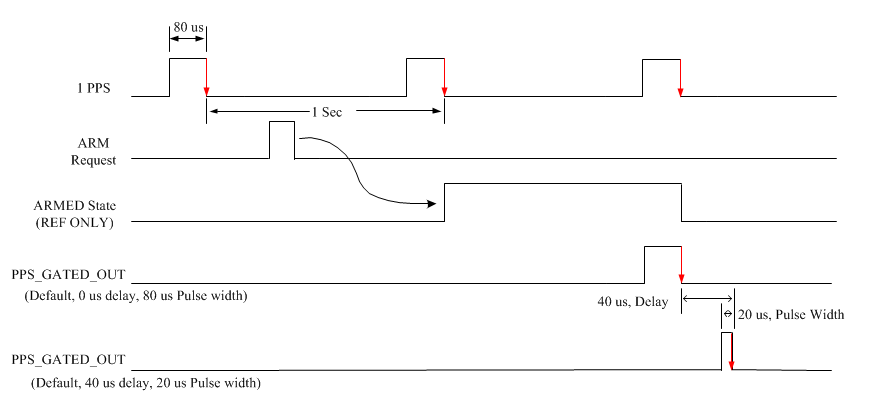 80 us
1 PPS
1 Sec
ARM
Request
ARMED State
(REF ONLY)
PPS_GATED_OUT
(Default, 0 us delay, 80 us Pulse width)
40 us, Delay
20 us, Pulse Width
PPS_GATED_OUT
(Default, 40 us delay, 20 us Pulse width)